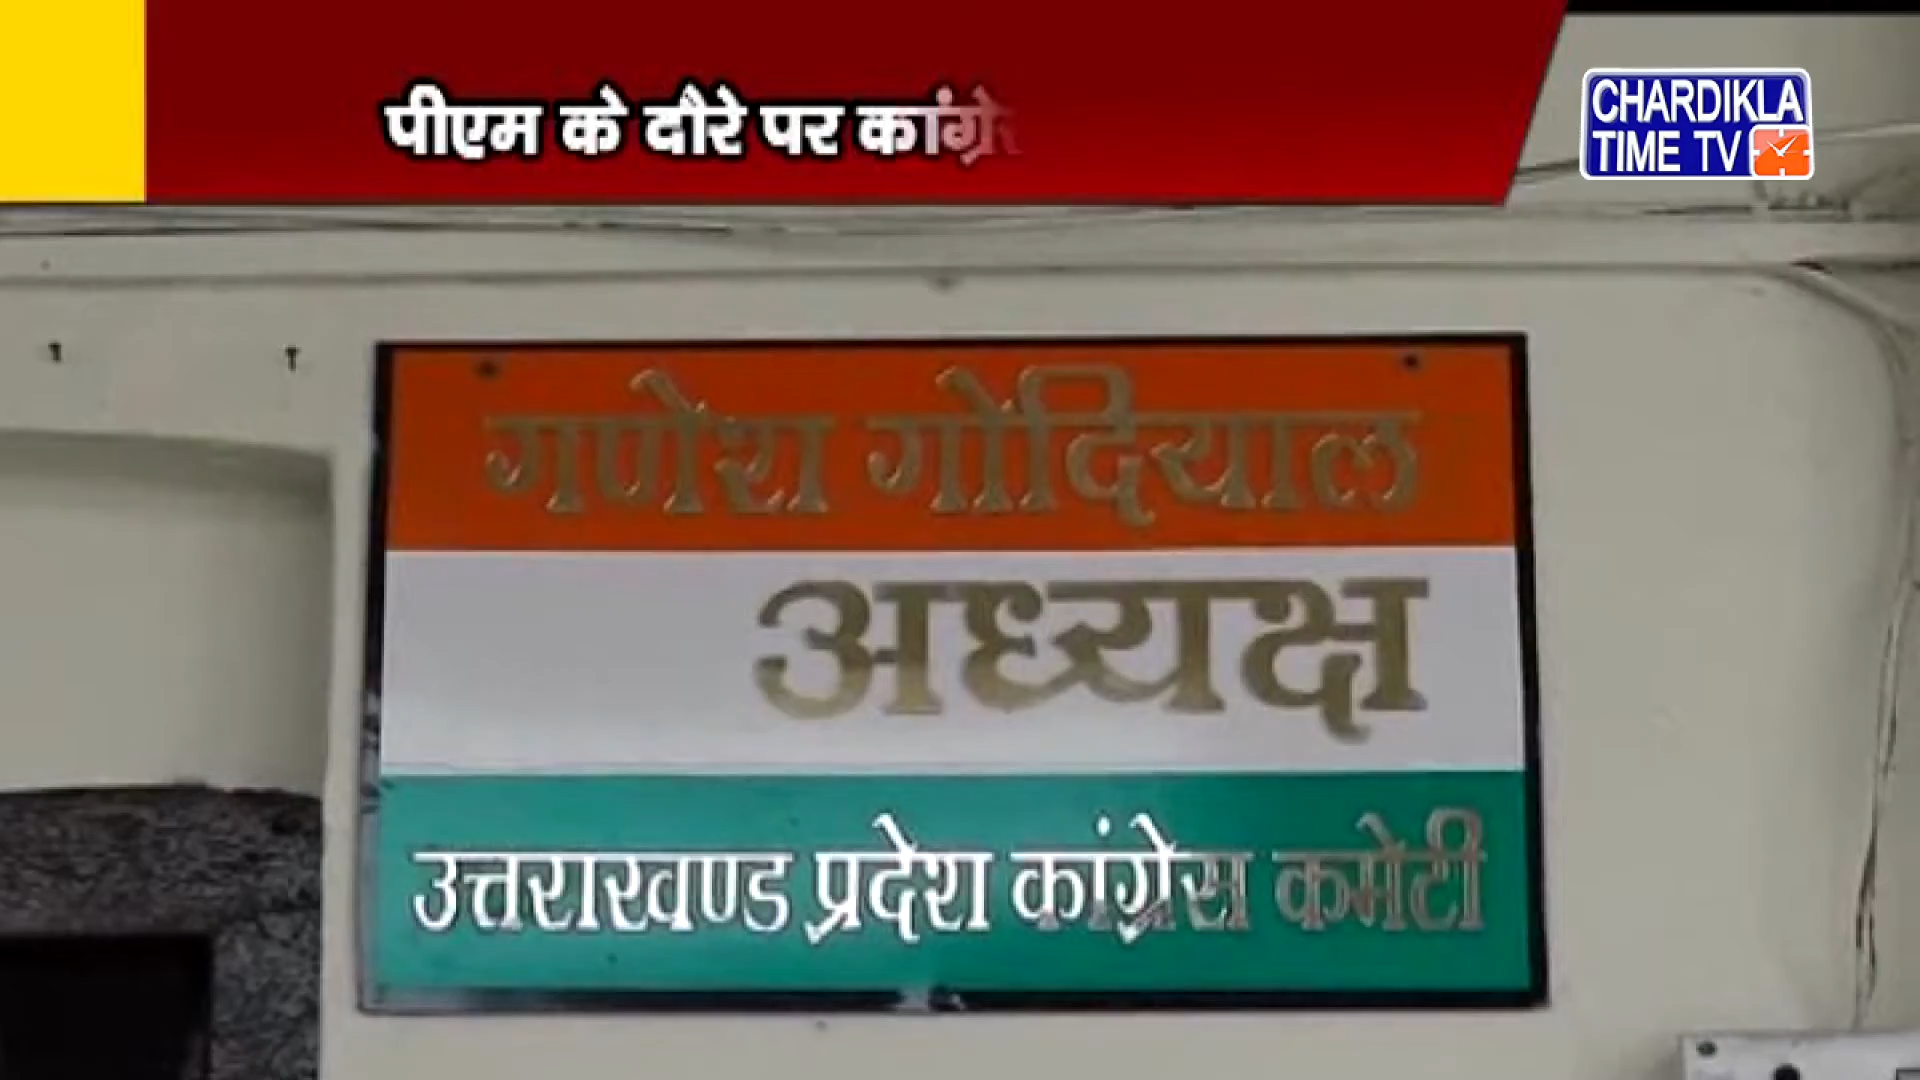 पीएम के दौरे पर कांग्रे
CHARDIKLA
TIME TV
गणेश गोदियाल
अध्यक्ष
उत्तराखण्ड प्रदेश कांग्रेस कमेटी